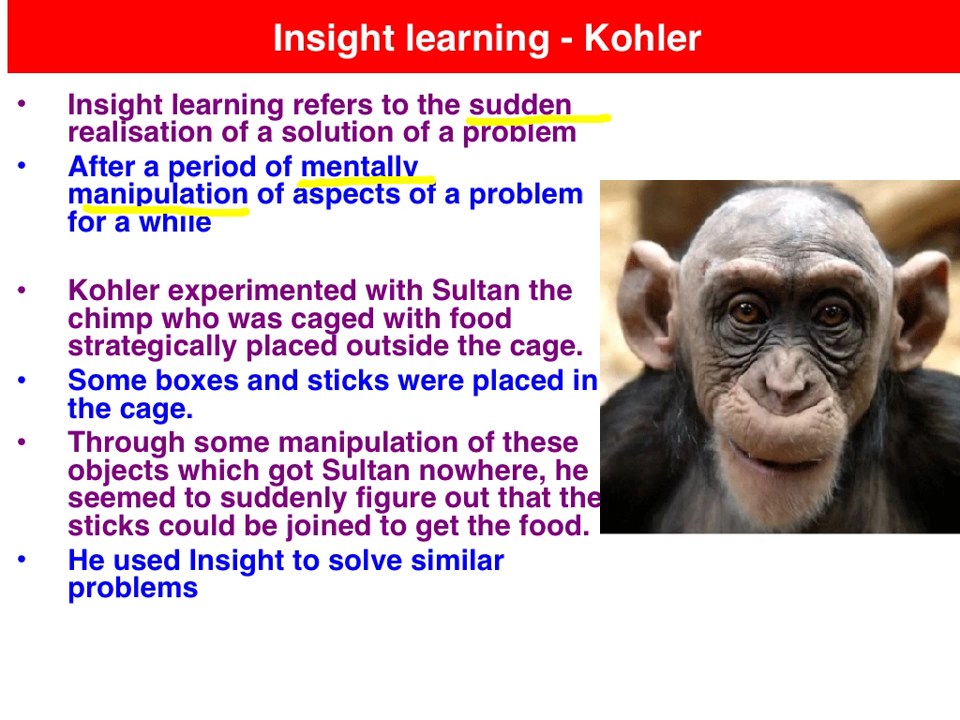 Insight learning - Kohler
• Insight learning refers to the sudden
realisation of a solution of a problem
• After a period of mentally
manipulation of aspects of a problem
for a while
• Kohler experimented with Sultan the
chimp who was caged with food
strategically placed outside the cage.
• Some boxes and sticks were placed in
the cage.
• Through some manipulation of these
objects which got Sultan nowhere, he
seemed to suddenly figure out that the
sticks could be joined to get the food.
• He used Insight to solve similar
problems